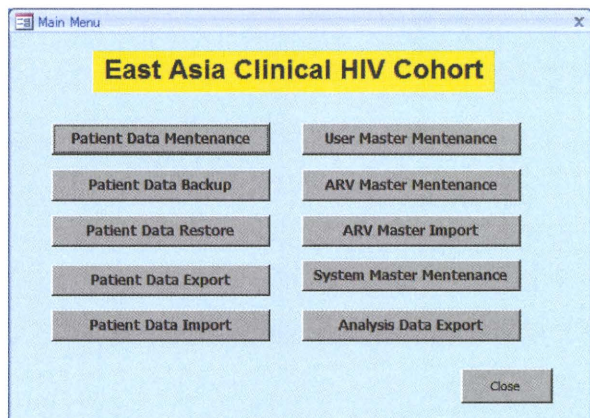 Main Menu
East Asia Clinical HIV Cohort
Patient Data Mentenance
Patient Data Backup
Patient Data Restore
Patient Data Export
Patient Data Import
User Master Mentenance
ARV Master Mentenance
ARV Master Import
System Master Mentenance
Analysis Data Export
Close